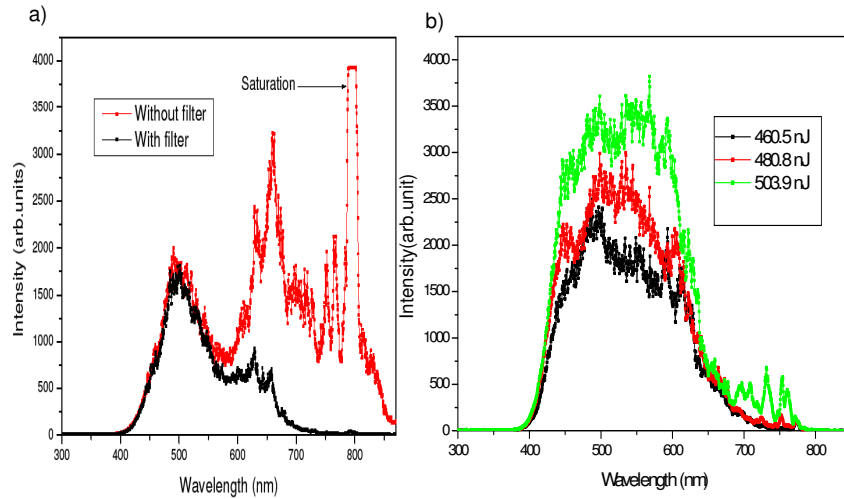 a)
4000
3500
3000
2500
2000
1500
1000
500
0
Intensity (arb.units)
Saturation
Without filter
With filter
300 400 500 600 700 800
Wavelength (nm)
b)
4000
3500
3000
2500
2000
1500
1000
500
0
Intensity(arb.unit)
460.5 nJ
480.8 nJ
503.9 nJ
300 400 500 600 700 800
Wavelength (nm)